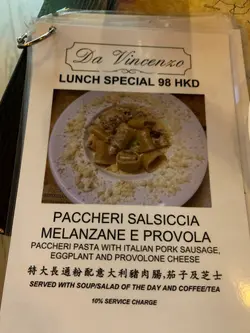 Da Vincenzo
LUNCH SPECIAL 98 HKD
PACCHERI SALSICCIA
MELANZANE E PROVOLA
PACCHERI PASTA WITH ITALIAN PORK SAUSAGE,
EGGPLANT AND PROVOLONE CHEESE
特大長通粉配意大利豬肉腸,茄子及芝士
SERVED WITH SOUP/SALAD OF THE DAY AND COFFEE/TEA
10% SERVICE CHARGE